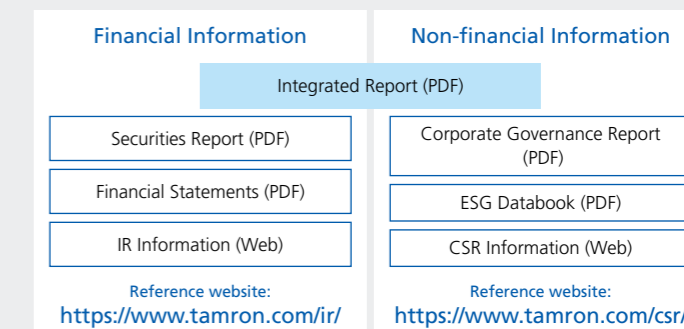 Financial Information
Non-financial Information
Integrated Report (PDF)
Securities Report (PDF)
Financial Statements (PDF)
IR Information (Web)
Reference website:
https://www.tamron.com/ir/
Corporate Governance Report
(PDF)
ESG Databook (PDF)
CSR Information (Web)
Reference website:
https://www.tamron.com/csr/